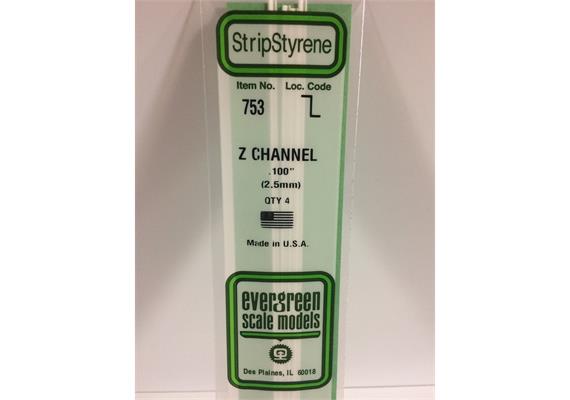 StripStyrene
Item No. Loc. Code
753
Z CHANNEL
.100"
(2.5mm)
QTY 4
Made in U.S.A.
evergreen
scale models
Des Plaines, IL 60018